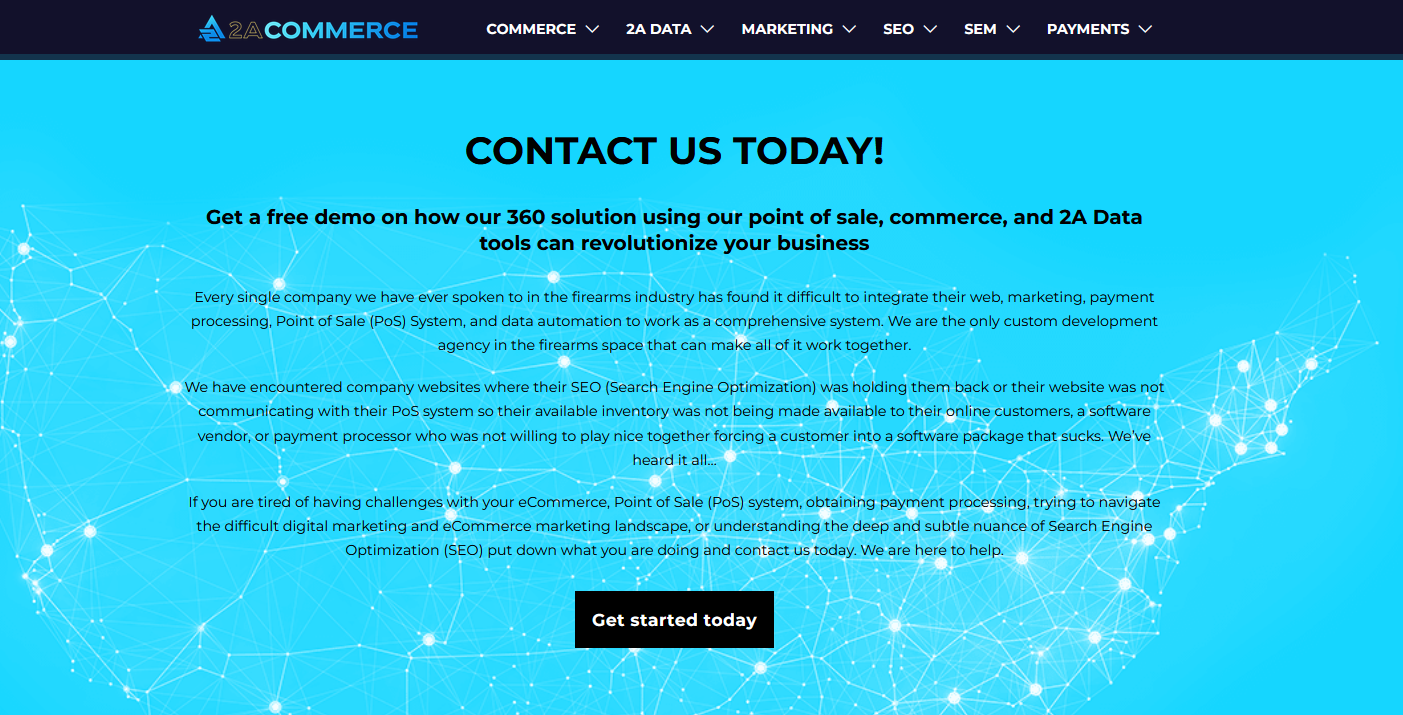 2ACOMMERCE
COMMERCE
2A DATA
MARKETING
SEO
SEM
PAYMENTS
CONTACT US TODAY!
Get a free demo on how our 360 solution using our point of sale, commerce, and 2A Data
tools can revolutionize your business
Every single company we have ever spoken to in the firearms industry has found it difficult to integrate their web, marketing, payment
processing, Point of Sale (PoS) System, and data automation to work as a comprehensive system. We are the only custom development
agency in the firearms space that can make all of it work together.
We have encountered company websites where their SEO (Search Engine Optimization) was holding them back or their website was not
communicating with their PoS system so their available inventory was not being made available to their online customers, a software
vendor, or payment processor who was not willing to play nice together forcing a customer into a software package that sucks. We've
heard it all...
If you are tired of having challenges with your eCommerce, Point of Sale (PoS) system, obtaining payment processing, trying to navigate
the difficult digital marketing and eCommerce marketing landscape, or understanding the deep and subtle nuance of Search Engine
Optimization (SEO) put down what you are doing and contact us today. We are here to help.
Get started today